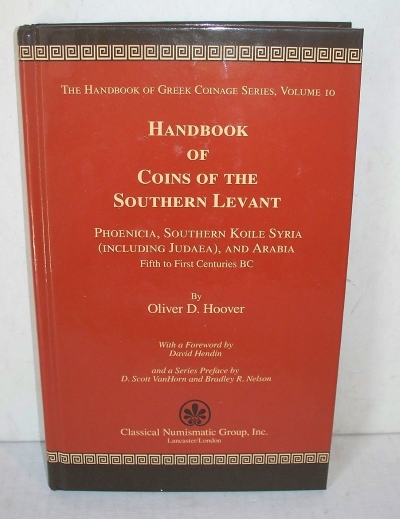 The Handbook of Greek Coinage Series, Volume 10
Handbook
of
Coins of the
Southern Levant
Phoenicia, Southern Koile Syria
(including Judaea), and Arabia
Fifth to First Centuries BC
By
Oliver D. Hoover
With a Foreword by
David Hendin
and a Series Preface by
D. Scott VanHorn and Bradley R. Nelson
Classical Numismatic Group, Inc.
Lancaster/London